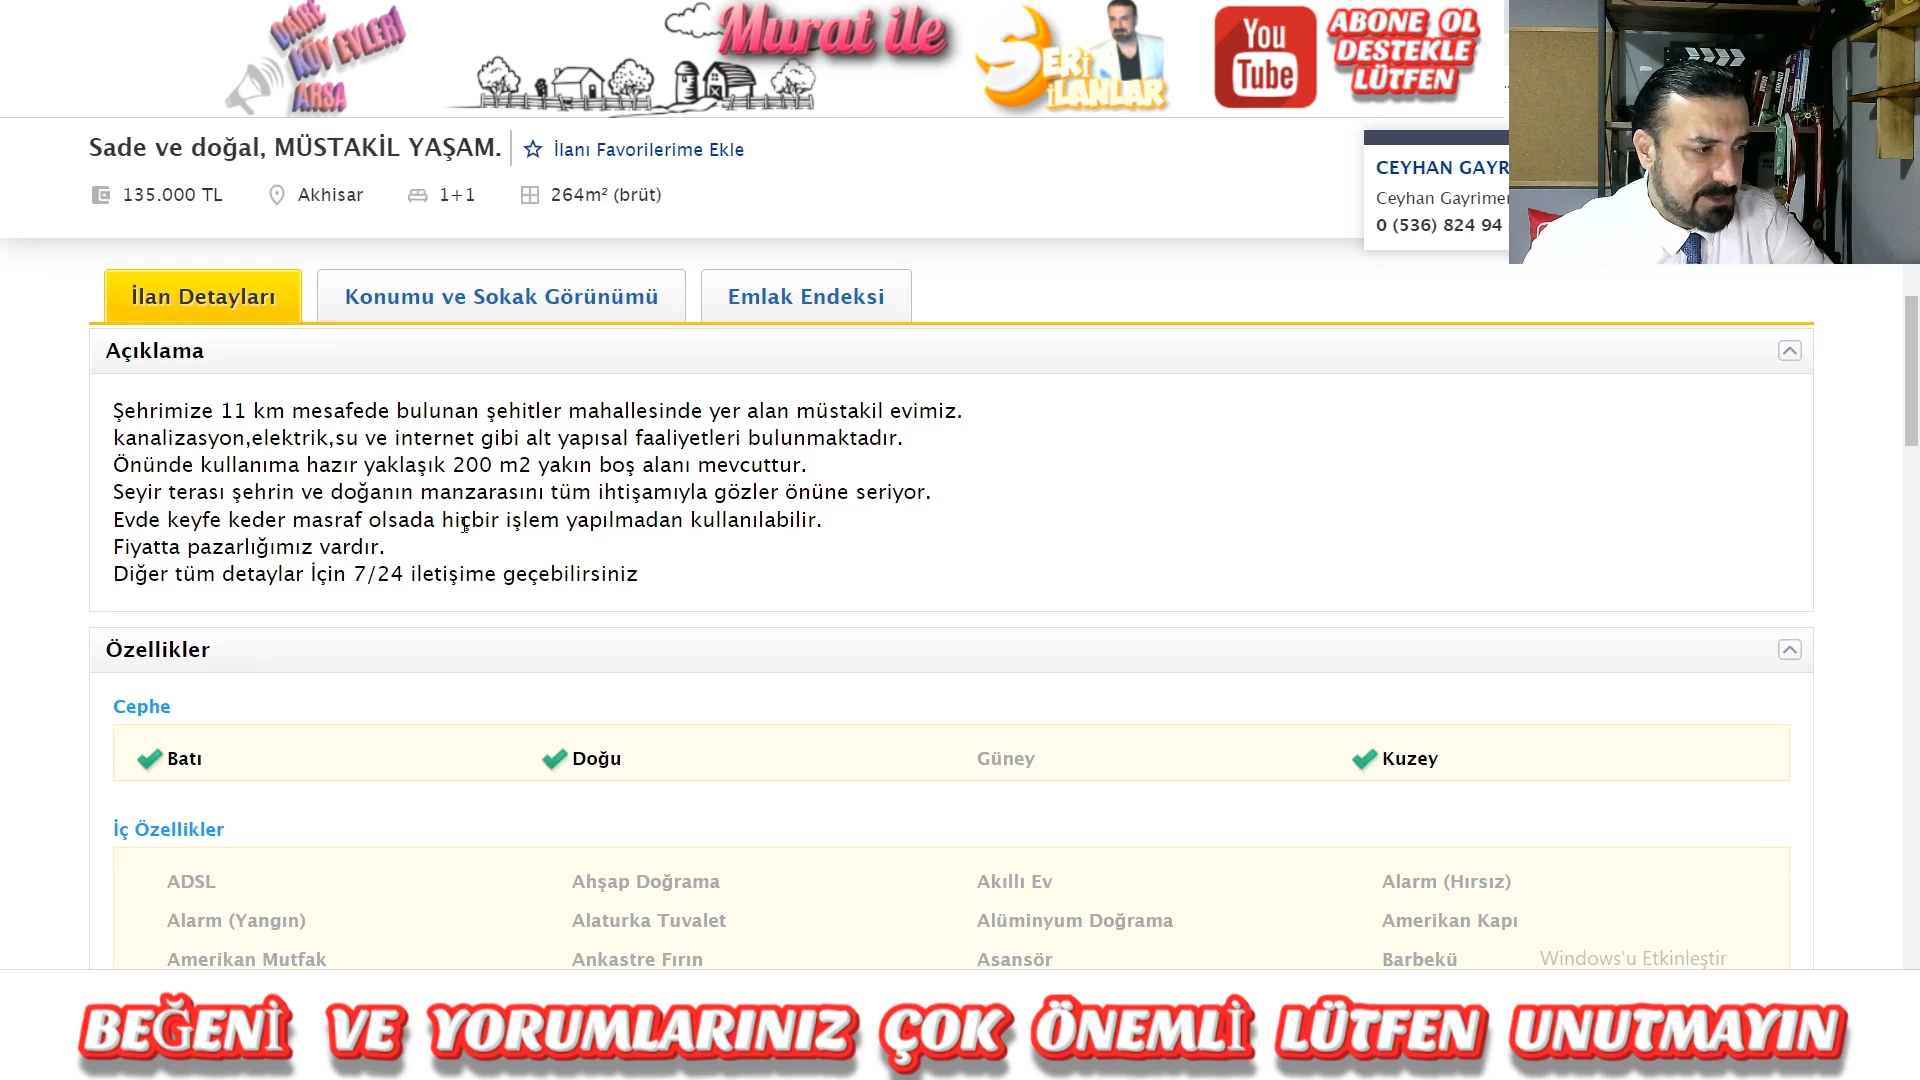 DAİRE
KÖY EVLERİ
ARSA
Murat ile
SERİ
İLANLAR
You
Tube
ABONE OL
DESTEKLE
LÜTFEN
Sade ve doğal, MÜSTAKİL YAŞAM.
İlanı Favorilerime Ekle
135.000 TL
Akhisar
1+1
264m² (brüt)
CEYHAN GAYR
Ceyhan Gayrimen
0 (536) 824 94
İlan Detayları
Konumu ve Sokak Görünümü
Emlak Endeksi
Açıklama
Şehrimize 11 km mesafede bulunan şehitler mahallesinde yer alan müstakil evimiz.
kanalizasyon,elektrik,su ve internet gibi alt yapısal faaliyetleri bulunmaktadır.
Önünde kullanıma hazır yaklaşık 200 m2 yakın boş alanı mevcuttur.
Seyir terası şehrin ve doğanın manzarasını tüm ihtişamıyla gözler önüne seriyor.
Evde keyfe keder masraf olsada hiçbir işlem yapılmadan kullanılabilir.
Fiyatta pazarlığımız vardır.
Diğer tüm detaylar İçin 7/24 iletişime geçebilirsiniz
Özellikler
Cephe
Batı
Doğu
Güney
Kuzey
İç Özellikler
ADSL
Ahşap Doğrama
Akıllı Ev
Alarm (Hırsız)
Alarm (Yangın)
Alaturka Tuvalet
Alüminyum Doğrama
Amerikan Kapı
Amerikan Mutfak
Ankastre Fırın
Asansör
Barbekü
Windows'u Etkinleştir
BEĞENİ VE YORUMLARINIZ ÇOK ÖNEMLİ LÜTFEN UNUTMAYIN